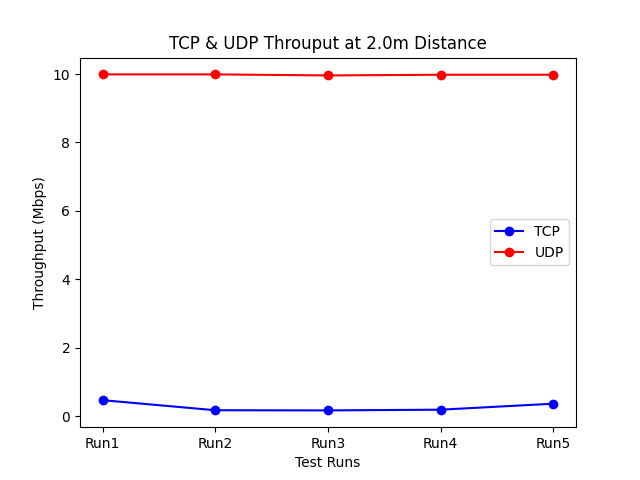 TCP & UDP Throuput at 2.0m Distance
10
8
6
4
2
0
Throughput (Mbps)
TCP
UDP
Run1 Run2 Run3 Run4 Run5
Test Runs